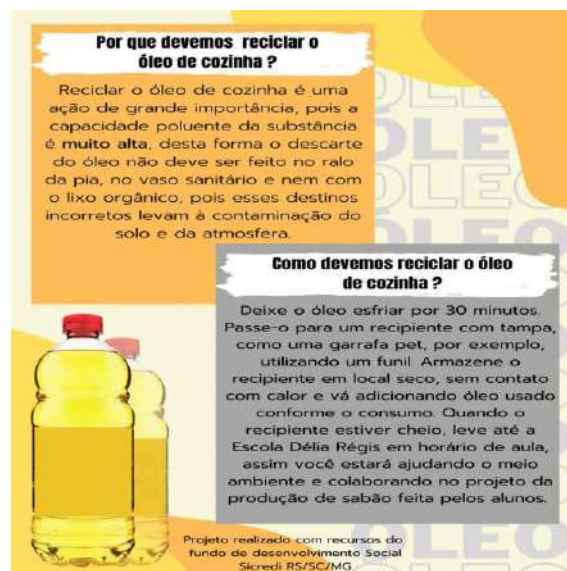 Por que devemos reciclar o
óleo de cozinha ?
Reciclar o óleo de cozinha é uma
ação de grande importância, pois a
capacidade poluente da substância
é muito alta, desta forma o descarte
do óleo não deve ser feito no ralo
da pia, no vaso sanitário e nem com
o lixo orgânico, pois esses destinos
incorretos levam à contaminação do
solo e da atmosfera.
ÓLEO
ÓLEO
ÓLEO
ÓLEO
Como devemos reciclar o óleo
de cozinha ?
Deixe o óleo esfriar por 30 minutos.
Passe-o para um recipiente com tampa,
como uma garrafa pet, por exemplo,
utilizando um funil. Armazene o
recipiente em local seco, sem contato
com calor e vá adicionando óleo usado
conforme o consumo. Quando o
recipiente estiver cheio, leve até a
Escola Délia Régis em horário de aula,
assim você estará ajudando o meio
ambiente e colaborando no projeto da
produção de sabão feita pelos alunos.
Projeto realizado com recursos do
fundo de desenvolvimento Social
Sicredi RS/SC/MG.
ÓLEO